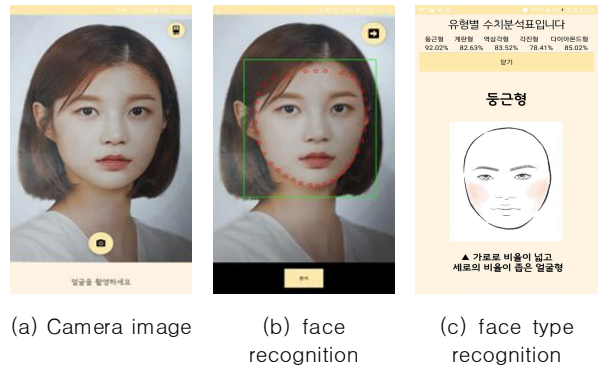 얼굴을 촬영하세요
유형별 수치분석표입니다
둥근형 계란형 역삼각형 각진형 다이아몬드형
92.02% 82.63% 83.52% 78.41% 85.02%
닫기
둥근형
▲ 가로로 비율이 넓고
세로의 비율이 좁은 얼굴형
(a) Camera image
(b) face
recognition
(c) face type
recognition